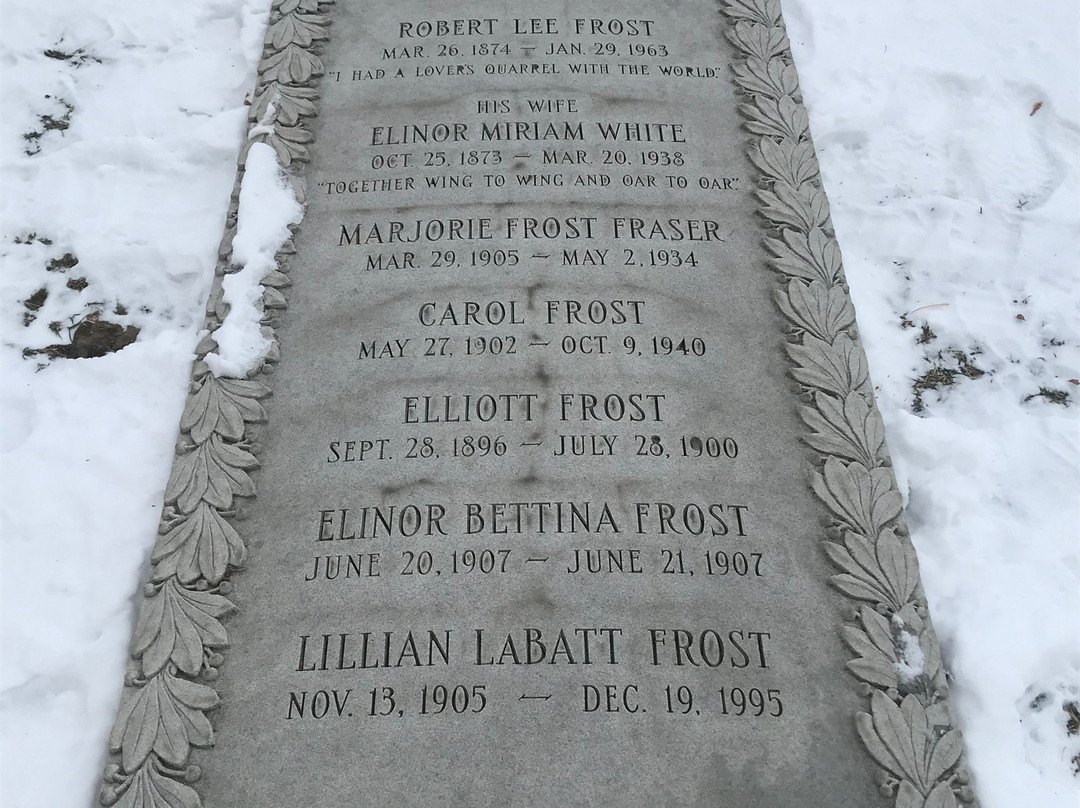 ROBERT LEE FROST
MAR. 26, 1874 — JAN. 29, 1963
"I HAD A LOVER'S QUARREL WITH THE WORLD."
HIS WIFE
ELINOR MIRIAM WHITE
OCT. 25, 1873 — MAR. 20, 1938
"TOGETHER WING TO WING AND OAR TO OAR".
MARJORIE FROST FRASER
MAR. 29, 1905 — MAY 2, 1934
CAROL FROST
MAY 27, 1902 — OCT. 9, 1940
ELLIOTT FROST
SEPT. 28, 1896 — JULY 28, 1900
ELINOR BETTINA FROST
JUNE 20, 1907 — JUNE 21, 1907
LILLIAN LABATT FROST
NOV. 13, 1905 — DEC. 19, 1995